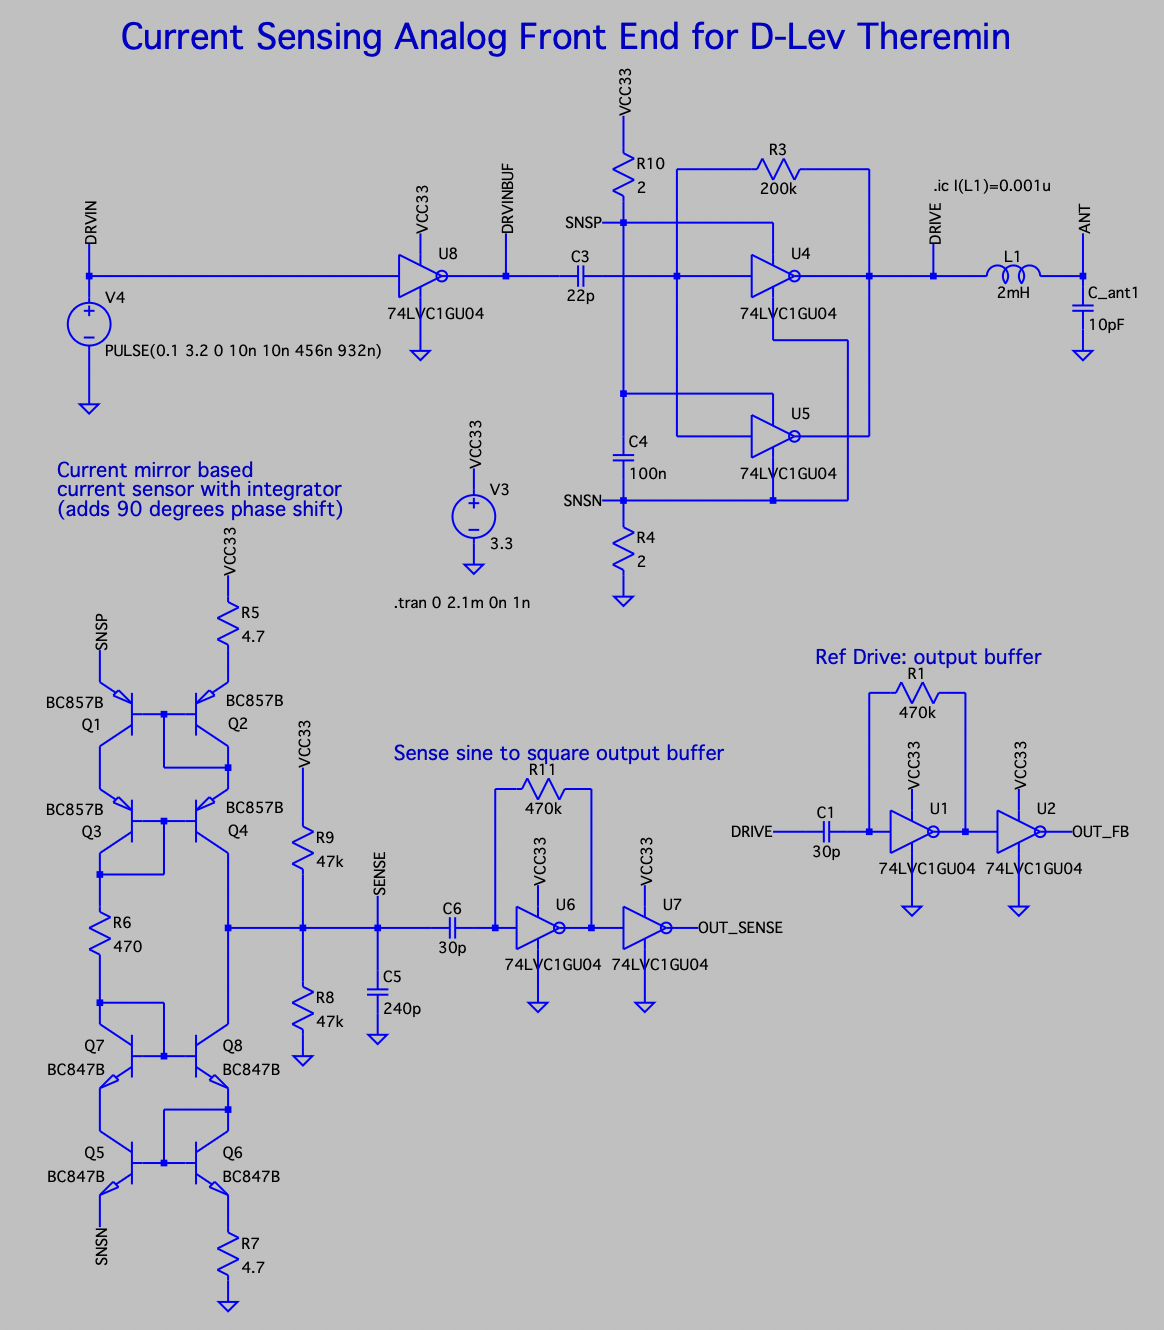 Current Sensing Analog Front End for D-Lev Theremin
VCC33
R10
2
R3
200k
.ic I(L1)=0.001u
DRVIN
VCC33
DRVINBUF
SNSP
DRIVE
ANT
U8
C3
22p
U4
L1
2mH
V4
74LVC1GU04
74LVC1GU04
C_ant1
10pF
PULSE(0.1 3.2 0 10n 10n 456n 932n)
U5
VCC33
C4
100n
74LVC1GU04
Current mirror based
current sensor with integrator
(adds 90 degrees phase shift)
V3
3.3
SNSN
R4
2
VCC33
.tran 0 2.1m 0n 1n
R5
4.7
SNSP
Ref Drive: output buffer
R1
470k
BC857B
Q1
BC857B
Q2
VCC33
Sense sine to square output buffer
R11
470k
VCC33
VCC33
BC857B
Q3
BC857B
Q4
C1
30p
U1
U2
DRIVE
OUT_FB
R9
47k
VCC33
VCC33
74LVC1GU04
74LVC1GU04
SENSE
C6
30p
U6
U7
R6
470
OUT_SENSE
74LVC1GU04
74LVC1GU04
C5
240p
R8
47k
Q7
BC847B
Q8
BC847B
Q5
BC847B
Q6
BC847B
SNSN
R7
4.7